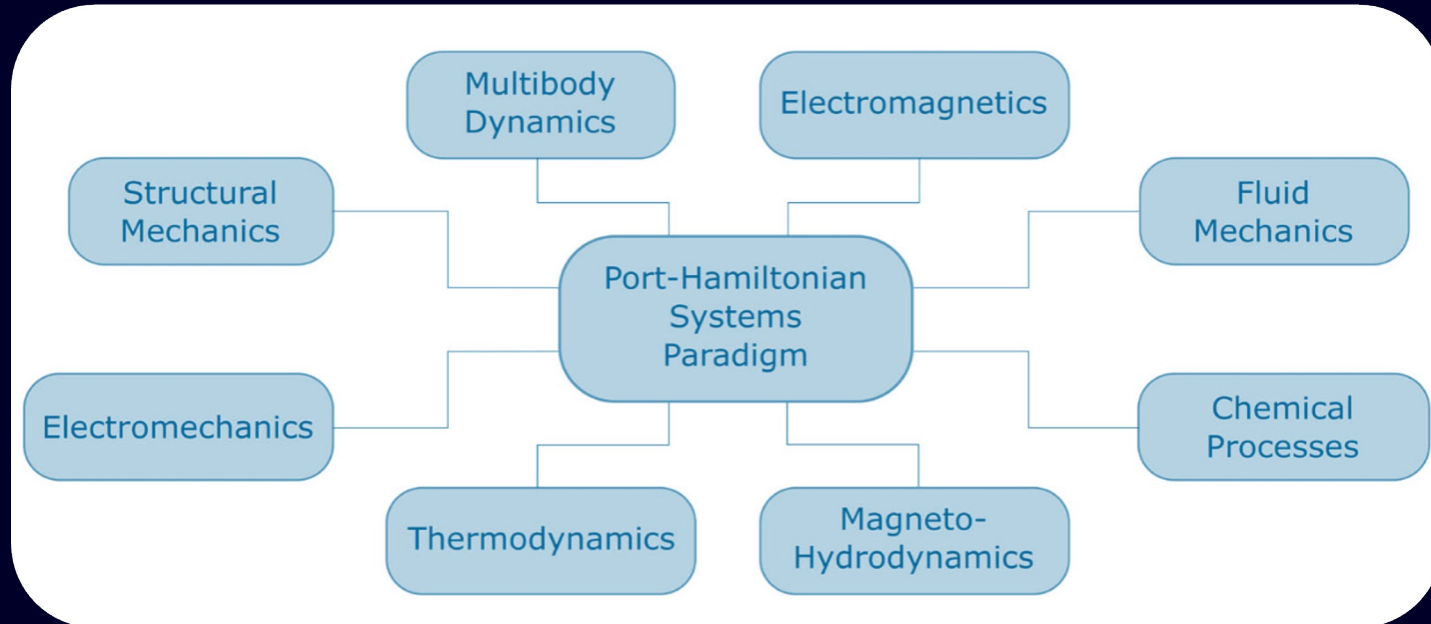 Multibody
Dynamics
Electromagnetics
Structural
Mechanics
Fluid
Mechanics
Port-Hamiltonian
Systems
Paradigm
Electromechanics
Chemical
Processes
Thermodynamics
Magneto-
Hydrodynamics